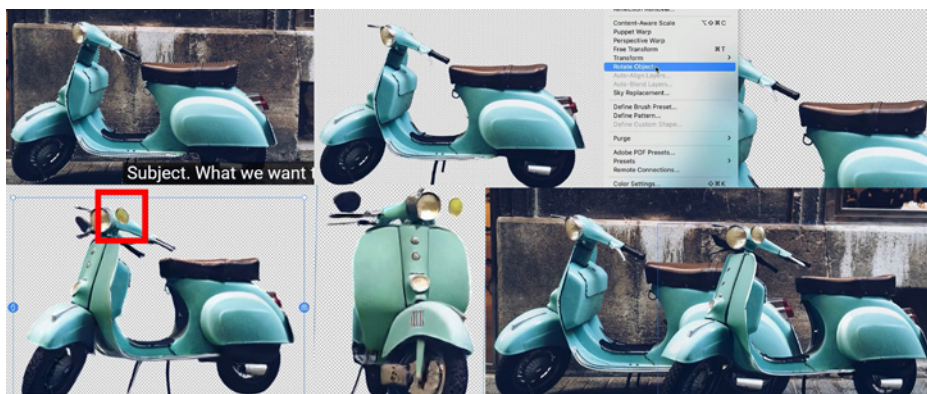 Subject. What we want
Content-Aware Scale ⌥⇧⌘C
Puppet Warp
Perspective Warp
Free Transform ⌘T
Transform >
Rotate Object...
Auto-Align Layers...
Auto-Blend Layers...
Sky Replacement...
Define Brush Preset...
Define Pattern...
Define Custom Shape...
Purge >
Adobe PDF Presets...
Presets >
Remote Connections...
Color Settings... ⇧⌘K